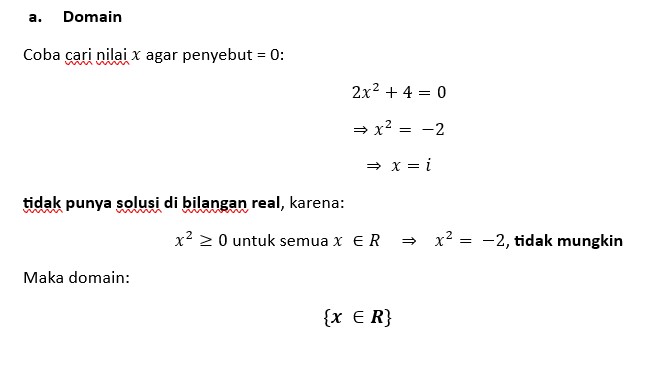 a. Domain
Coba cari nilai x agar penyebut = 0:
2x² + 4 = 0
⇒ x² = −2
⇒ x = i
tidak punya solusi di bilangan real, karena:
x² ≥ 0 untuk semua x ∈ R ⇒ x² = −2, tidak mungkin
Maka domain:
{x ∈ R}